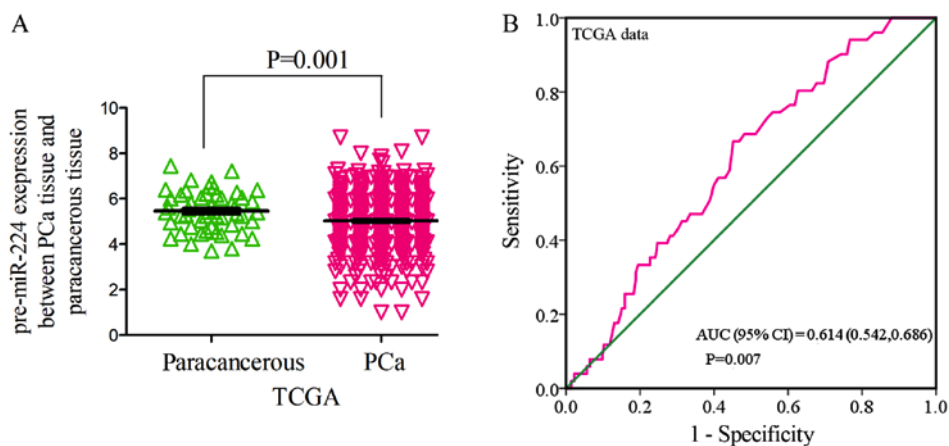 A
P=0.001
pre-miR-224 exepression
between PCa tissue and
paracancerous tissue
10
8
6
4
2
0
Paracancerous
PCa
TCGA
B
TCGA data
Sensitivity
1.0
0.8
0.6
0.4
0.2
0.0
AUC (95% CI) = 0.614 (0.542,0.686)
P=0.007
0.0 0.2 0.4 0.6 0.8 1.0
1 - Specificity